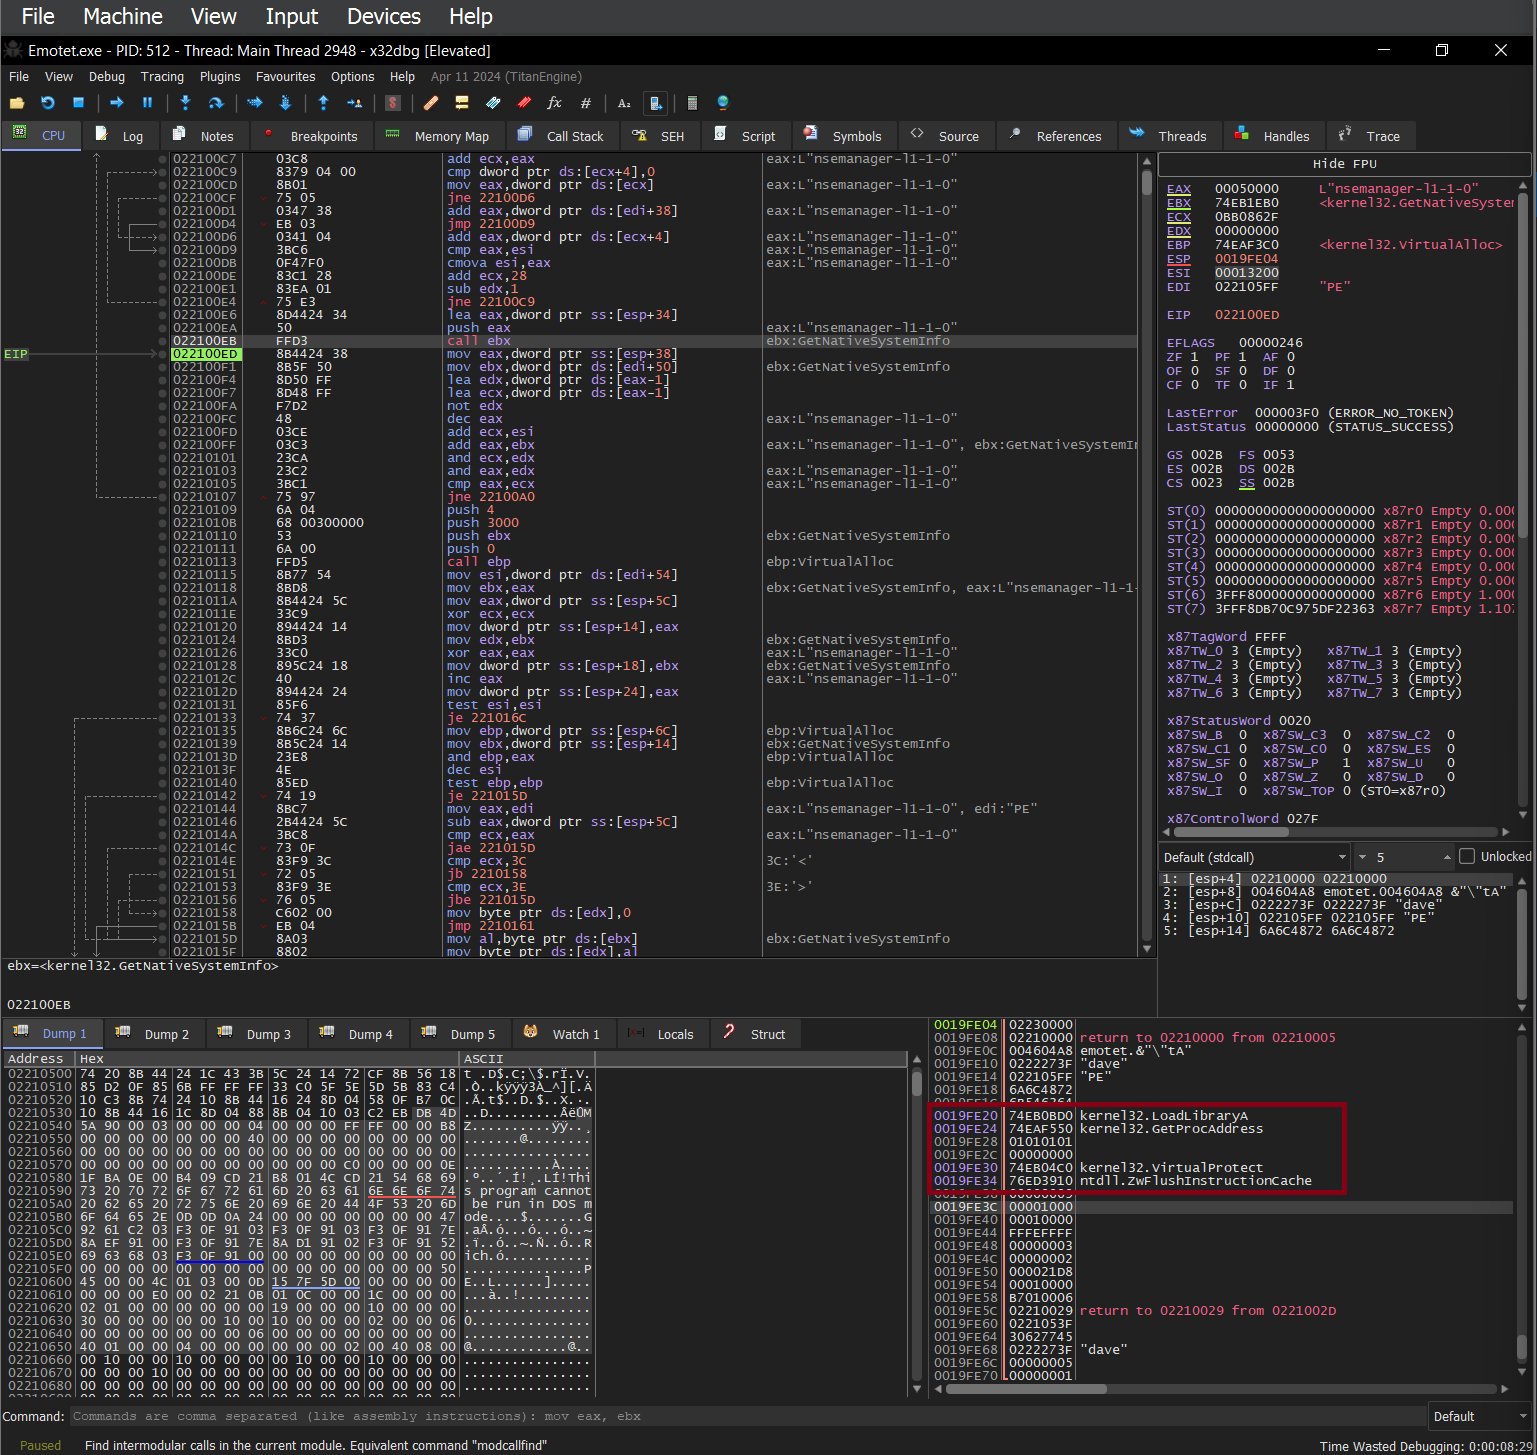 File Machine View Input Devices Help
Emotet.exe - PID: 512 - Thread: Main Thread 2948 - x32dbg [Elevated]
File View Debug Tracing Plugins Favourites Options Help Apr 11 2024 (TitanEngine)
CPU Log Notes Breakpoints Memory Map Call Stack SEH Script Symbols Source References Threads Handles Trace
022100C7 03C8 add ecx,eax eax:L"nsemanager-l1-1-0"
022100C9 8379 04 00 cmp dword ptr ds:[ecx+4],0
022100CD 8B01 mov eax,dword ptr ds:[ecx] eax:L"nsemanager-l1-1-0"
022100CF 75 05 jne 22100D6
022100D1 0347 38 add eax,dword ptr ds:[edi+38] eax:L"nsemanager-l1-1-0"
022100D4 EB 03 jmp 22100D9
022100D6 0341 04 add eax,dword ptr ds:[ecx+4] eax:L"nsemanager-l1-1-0"
022100D9 3BC6 cmp eax,esi eax:L"nsemanager-l1-1-0"
022100DB 0F47F0 cmova esi,eax eax:L"nsemanager-l1-1-0"
022100DE 83C1 28 add ecx,28
022100E1 83EA 01 sub edx,1
022100E4 75 E3 jne 22100C9
022100E6 8D4424 34 lea eax,dword ptr ss:[esp+34]
022100EA 50 push eax eax:L"nsemanager-l1-1-0"
022100EB FFD3 call ebx ebx:GetNativeSystemInfo
EIP 022100ED 8B4424 38 mov eax,dword ptr ss:[esp+38]
022100F1 8B5F 50 mov ebx,dword ptr ds:[edi+50] ebx:GetNativeSystemInfo
022100F4 8D50 FF lea edx,dword ptr ds:[eax-1]
022100F7 8D48 FF lea ecx,dword ptr ds:[eax-1]
022100FA F7D2 not edx
022100FC 48 dec eax eax:L"nsemanager-l1-1-0"
022100FD 03CE add ecx,esi
022100FF 03C3 add eax,ebx eax:L"nsemanager-l1-1-0", ebx:GetNativeSystemIn
02210101 23CA and ecx,edx
02210103 23C2 and eax,edx eax:L"nsemanager-l1-1-0"
02210105 3BC1 cmp eax,ecx eax:L"nsemanager-l1-1-0"
02210107 75 97 jne 22100A0
02210109 6A 04 push 4
0221010B 68 00300000 push 3000
02210110 53 push ebx ebx:GetNativeSystemInfo
02210111 6A 00 push 0
02210113 FFD5 call ebp ebp:VirtualAlloc
02210115 8B77 54 mov esi,dword ptr ds:[edi+54]
02210118 8BD8 mov ebx,eax ebx:GetNativeSystemInfo, eax:L"nsemanager-l1-1-
0221011A 8B4424 5C mov eax,dword ptr ss:[esp+5C]
0221011E 33C9 xor ecx,ecx
02210120 894424 14 mov dword ptr ss:[esp+14],eax
02210124 8BD3 mov edx,ebx ebx:GetNativeSystemInfo
02210126 33C0 xor eax,eax eax:L"nsemanager-l1-1-0"
02210128 895C24 18 mov dword ptr ss:[esp+18],ebx ebx:GetNativeSystemInfo
0221012C 40 inc eax eax:L"nsemanager-l1-1-0"
0221012D 894424 24 mov dword ptr ss:[esp+24],eax
02210131 85F6 test esi,esi
02210133 74 37 je 221016C
02210135 8B6C24 6C mov ebp,dword ptr ss:[esp+6C] ebp:VirtualAlloc
02210139 8B5C24 14 mov ebx,dword ptr ss:[esp+14] ebx:GetNativeSystemInfo
0221013D 23E8 and ebp,eax ebp:VirtualAlloc
0221013F 4E dec esi
02210140 85ED test ebp,ebp ebp:VirtualAlloc
02210142 74 19 je 221015D
02210144 8BC7 mov eax,edi eax:L"nsemanager-l1-1-0", edi:"PE"
02210146 2B4424 5C sub eax,dword ptr ss:[esp+5C]
0221014A 3BC8 cmp ecx,eax eax:L"nsemanager-l1-1-0"
0221014C 73 0F jae 221015D
0221014E 83F9 3C cmp ecx,3C 3C:'<'
02210151 72 05 jb 2210158
02210153 83F9 3E cmp ecx,3E 3E:'>'
02210156 76 05 jbe 221015D
02210158 C602 00 mov byte ptr ds:[edx],0
0221015B EB 04 jmp 2210161
0221015D 8A03 mov al,byte ptr ds:[ebx] ebx:GetNativeSystemInfo
0221015F 8802 mov byte ptr ds:[edx],al
ebx=<kernel32.GetNativeSystemInfo>
022100EB
Hide FPU
EAX 00050000 L"nsemanager-l1-1-0"
EBX 74EB1EB0 <kernel32.GetNativeSystem
ECX 0BB0862F
EDX 00000000
EBP 74EAF3C0 <kernel32.VirtualAlloc>
ESP 0019FE04
ESI 00013200
EDI 022105FF "PE"
EIP 022100ED
EFLAGS 00000246
ZF 1 PF 1 AF 0
OF 0 SF 0 DF 0
CF 0 TF 0 IF 1
LastError 000003F0 (ERROR_NO_TOKEN)
LastStatus 00000000 (STATUS_SUCCESS)
GS 002B FS 0053
ES 002B DS 002B
CS 0023 SS 002B
ST(0) 00000000000000000000 x87r0 Empty 0.000
ST(1) 00000000000000000000 x87r1 Empty 0.000
ST(2) 00000000000000000000 x87r2 Empty 0.000
ST(3) 00000000000000000000 x87r3 Empty 0.000
ST(4) 00000000000000000000 x87r4 Empty 0.000
ST(5) 00000000000000000000 x87r5 Empty 0.000
ST(6) 3FFF8000000000000000 x87r6 Empty 1.000
ST(7) 3FFF8DB70C975DF22363 x87r7 Empty 1.107
x87TagWord FFFF
x87TW_0 3 (Empty) x87TW_1 3 (Empty)
x87TW_2 3 (Empty) x87TW_3 3 (Empty)
x87TW_4 3 (Empty) x87TW_5 3 (Empty)
x87TW_6 3 (Empty) x87TW_7 3 (Empty)
x87StatusWord 0020
x87SW_B 0 x87SW_C3 0 x87SW_C2 0
x87SW_C1 0 x87SW_C0 0 x87SW_ES 0
x87SW_SF 0 x87SW_P 1 x87SW_U 0
x87SW_O 0 x87SW_Z 0 x87SW_D 0
x87SW_I 0 x87SW_TOP 0 (ST0=x87r0)
x87ControlWord 027F
Default (stdcall) 5 Unlocked
1: [esp+4] 02210000 02210000
2: [esp+8] 004604A8 emotet.004604A8 &"\"tA"
3: [esp+C] 0222273F 0222273F "dave"
4: [esp+10] 022105FF 022105FF "PE"
5: [esp+14] 6A6C4872 6A6C4872
Dump 1 Dump 2 Dump 3 Dump 4 Dump 5 Watch 1 Locals Struct
Address Hex ASCII
02210500 74 20 8B 44 24 1C 43 3B 5C 24 14 72 CF 8B 56 18 t .D$.C;\$.rÏ.V.
02210510 85 D2 0F 85 6B FF FF FF 33 C0 5F 5E 5D 5B 83 C4 .Ò..kÿÿÿ3À_^][.Ä
02210520 10 C3 8B 74 24 10 8B 44 16 24 8D 04 58 0F B7 0C .Ã.t$..D.$..X.·.
02210530 10 8B 44 16 1C 8D 04 88 8B 04 10 03 C2 EB DB 4D ..D.........ÂëÛM
02210540 5A 90 00 03 00 00 00 04 00 00 00 FF FF 00 00 B8 Z..........ÿÿ..¸
02210550 00 00 00 00 00 00 00 40 00 00 00 00 00 00 00 00 .......@........
02210560 00 00 00 00 00 00 00 00 00 00 00 00 00 00 00 00 ................
02210570 00 00 00 00 00 00 00 00 00 00 00 C0 00 00 00 0E ...........À....
02210580 1F BA 0E 00 B4 09 CD 21 B8 01 4C CD 21 54 68 69 .º..´.Í!¸.LÍ!Thi
02210590 73 20 70 72 6F 67 72 61 6D 20 63 61 6E 6E 6F 74 s program cannot
022105A0 20 62 65 20 72 75 6E 20 69 6E 20 44 4F 53 20 6D be run in DOS m
022105B0 6F 64 65 2E 0D 0D 0A 24 00 00 00 00 00 00 00 47 ode....$.......G
022105C0 92 61 C2 03 F3 0F 91 03 F3 0F 91 03 F3 0F 91 7E .aÂ.ó...ó...ó..~
022105D0 8A EF 91 00 F3 0F 91 7E 8A D1 91 02 F3 0F 91 52 .ï..ó..~.Ñ..ó..R
022105E0 69 63 68 03 F3 0F 91 00 00 00 00 00 00 00 00 00 ich.ó...........
022105F0 00 00 00 00 00 00 00 00 00 00 00 00 00 00 00 50 ...............P
02210600 45 00 00 4C 01 03 00 0D 15 7F 5D 00 00 00 00 00 E..L......].....
02210610 00 00 00 E0 00 02 21 0B 01 0C 00 00 1C 00 00 00 ...à..!.........
02210620 02 01 00 00 00 00 00 19 00 00 00 10 00 00 00 00 ................
02210630 30 00 00 00 00 00 10 00 10 00 00 00 02 00 00 06 0...............
02210640 00 00 00 00 00 00 00 06 00 00 00 00 00 00 00 00 ................
02210650 40 01 00 00 04 00 00 00 00 00 00 02 00 40 08 00 @............@..
02210660 00 10 00 00 10 00 00 00 00 10 00 00 10 00 00 00 ................
02210670 00 00 00 10 00 00 00 00 00 00 00 00 00 00 00 00 ................
02210680 00 00 00 00 00 00 00 00 00 00 00 00 00 00 00 00 ................
0019FE04 02230000
0019FE08 02210000 return to 02210000 from 02210005
0019FE0C 004604A8 emotet.&"\"tA"
0019FE10 0222273F "dave"
0019FE14 022105FF "PE"
0019FE18 6A6C4872
0019FE20 74EB0BD0 kernel32.LoadLibraryA
0019FE24 74EAF550 kernel32.GetProcAddress
0019FE28 01010101
0019FE2C 00000000
0019FE30 74EB04C0 kernel32.VirtualProtect
0019FE34 76ED3910 ntdll.ZwFlushInstructionCache
0019FE3C 00001000
0019FE40 00010000
0019FE44 FFFEFFFF
0019FE48 00000003
0019FE4C 00000002
0019FE50 000021D8
0019FE54 00010000
0019FE58 B7010006
0019FE5C 02210029 return to 02210029 from 0221002D
0019FE60 0221053F
0019FE64 30627745
0019FE68 0222273F "dave"
0019FE6C 00000005
0019FE70 00000001
Command: Commands are comma separated (like assembly instructions): mov eax, ebx Default
Paused Find intermodular calls in the current module. Equivalent command "modcallfind" Time Wasted Debugging: 0:00:08:29